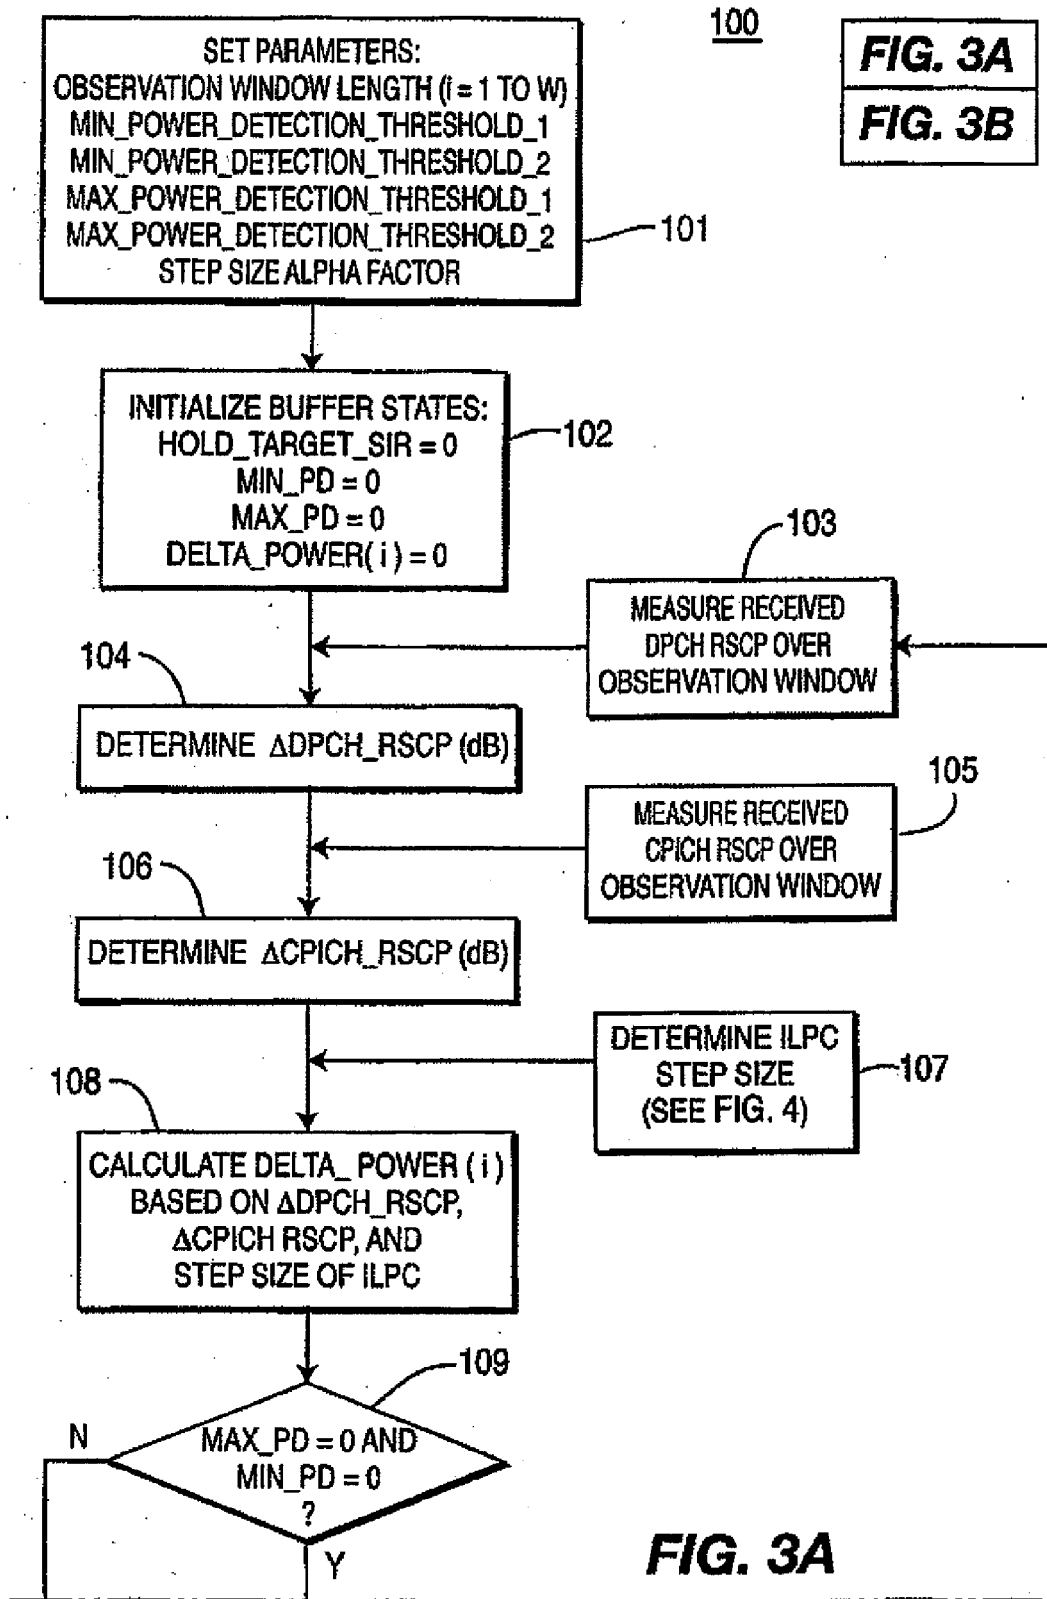 100
FIG. 3A
FIG. 3B
SET PARAMETERS:
OBSERVATION WINDOW LENGTH (i = 1 TO W)
MIN_POWER_DETECTION_THRESHOLD_1
MIN_POWER_DETECTION_THRESHOLD_2
MAX_POWER_DETECTION_THRESHOLD_1
MAX_POWER_DETECTION_THRESHOLD_2
STEP SIZE ALPHA FACTOR
101
INITIALIZE BUFFER STATES:
HOLD_TARGET_SIR = 0
MIN_PD = 0
MAX_PD = 0
DELTA_POWER( i ) = 0
102
103
MEASURE RECEIVED
DPCH RSCP OVER
OBSERVATION WINDOW
104
DETERMINE ΔDPCH_RSCP (dB)
105
MEASURE RECEIVED
CPICH RSCP OVER
OBSERVATION WINDOW
106
DETERMINE ΔCPICH_RSCP (dB)
DETERMINE ILPC
STEP SIZE
(SEE FIG. 4)
107
108
CALCULATE DELTA_ POWER ( i )
BASED ON ΔDPCH_RSCP,
ΔCPICH RSCP, AND
STEP SIZE OF ILPC
109
MAX_PD = 0 AND
MIN_PD = 0
?
N
Y
FIG. 3A